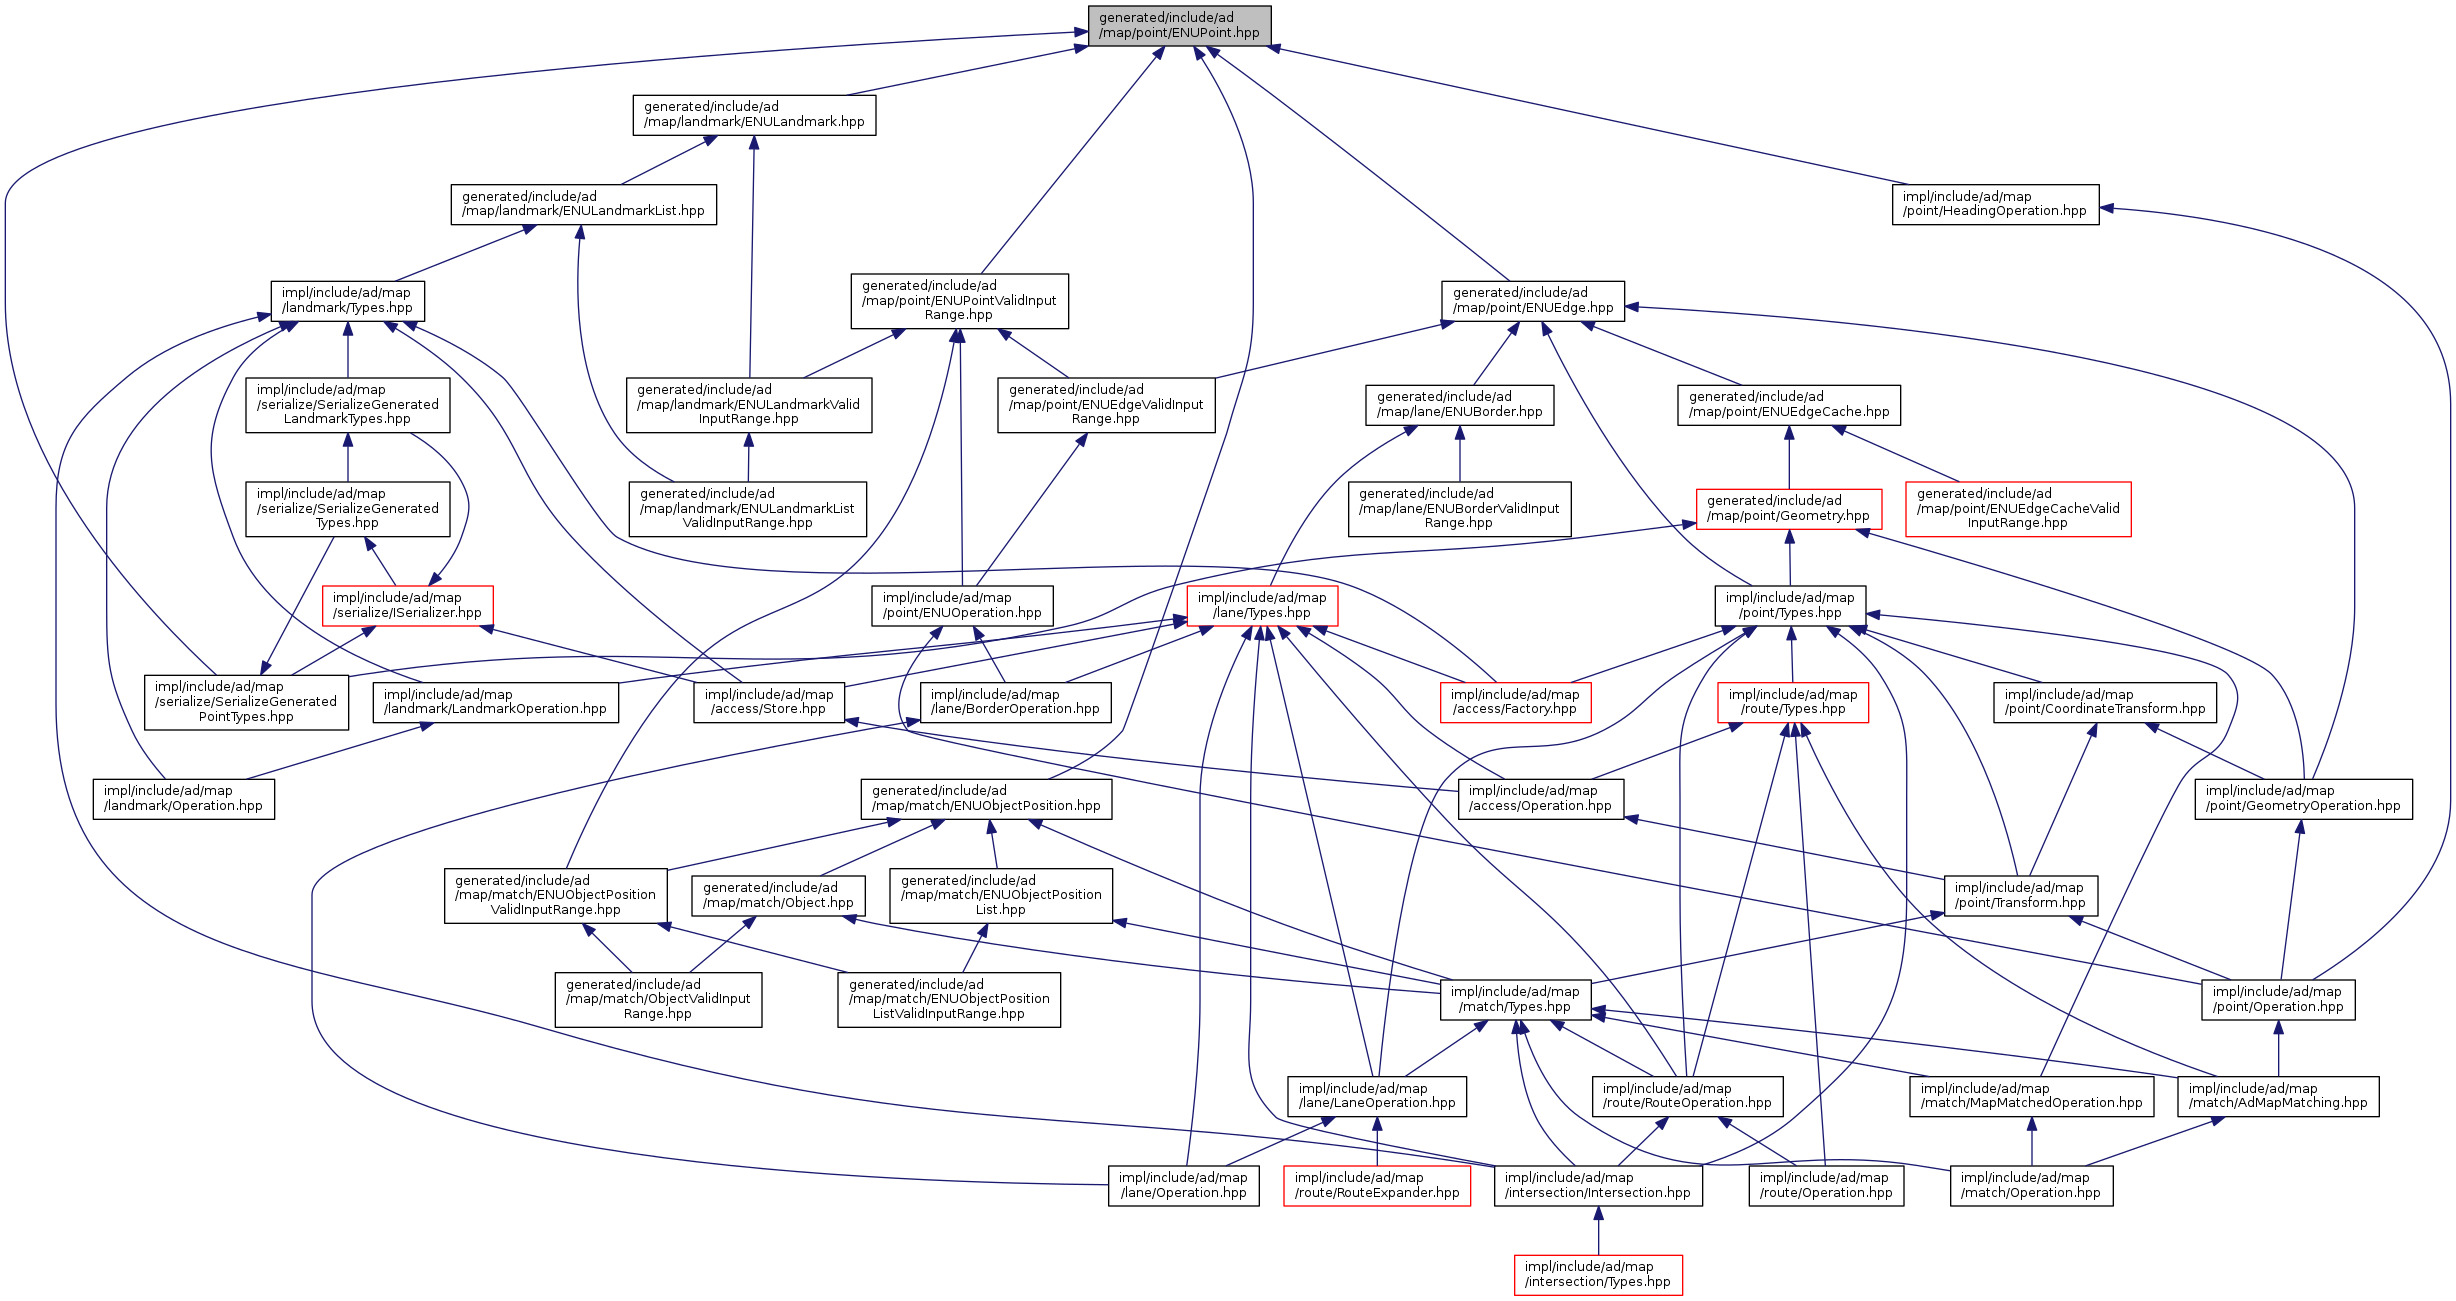 generated/include/ad
/map/point/ENUPoint.hpp
generated/include/ad
/map/landmark/ENULandmark.hpp
generated/include/ad
/map/landmark/ENULandmarkList.hpp
impl/include/ad/map
/point/HeadingOperation.hpp
impl/include/ad/map
/landmark/Types.hpp
generated/include/ad
/map/point/ENUPointValidInput
Range.hpp
generated/include/ad
/map/point/ENUEdge.hpp
impl/include/ad/map
/serialize/SerializeGenerated
LandmarkTypes.hpp
generated/include/ad
/map/landmark/ENULandmarkValid
InputRange.hpp
generated/include/ad
/map/point/ENUEdgeValidInput
Range.hpp
generated/include/ad
/map/lane/ENUBorder.hpp
generated/include/ad
/map/point/ENUEdgeCache.hpp
impl/include/ad/map
/serialize/SerializeGenerated
Types.hpp
generated/include/ad
/map/landmark/ENULandmarkList
ValidInputRange.hpp
generated/include/ad
/map/lane/ENUBorderValidInput
Range.hpp
generated/include/ad
/map/point/Geometry.hpp
generated/include/ad
/map/point/ENUEdgeCacheValid
InputRange.hpp
impl/include/ad/map
/serialize/ISerializer.hpp
impl/include/ad/map
/point/ENUOperation.hpp
impl/include/ad/map
/lane/Types.hpp
impl/include/ad/map
/point/Types.hpp
impl/include/ad/map
/serialize/SerializeGenerated
PointTypes.hpp
impl/include/ad/map
/landmark/LandmarkOperation.hpp
impl/include/ad/map
/access/Store.hpp
impl/include/ad/map
/lane/BorderOperation.hpp
impl/include/ad/map
/access/Factory.hpp
impl/include/ad/map
/route/Types.hpp
impl/include/ad/map
/point/CoordinateTransform.hpp
impl/include/ad/map
/landmark/Operation.hpp
generated/include/ad
/map/match/ENUObjectPosition.hpp
impl/include/ad/map
/access/Operation.hpp
impl/include/ad/map
/point/GeometryOperation.hpp
generated/include/ad
/map/match/ENUObjectPosition
ValidInputRange.hpp
generated/include/ad
/map/match/Object.hpp
generated/include/ad
/map/match/ENUObjectPosition
List.hpp
impl/include/ad/map
/point/Transform.hpp
generated/include/ad
/map/match/ObjectValidInput
Range.hpp
generated/include/ad
/map/match/ENUObjectPosition
ListValidInputRange.hpp
impl/include/ad/map
/match/Types.hpp
impl/include/ad/map
/point/Operation.hpp
impl/include/ad/map
/lane/LaneOperation.hpp
impl/include/ad/map
/route/RouteOperation.hpp
impl/include/ad/map
/match/MapMatchedOperation.hpp
impl/include/ad/map
/match/AdMapMatching.hpp
impl/include/ad/map
/lane/Operation.hpp
impl/include/ad/map
/route/RouteExpander.hpp
impl/include/ad/map
/intersection/Intersection.hpp
impl/include/ad/map
/route/Operation.hpp
impl/include/ad/map
/match/Operation.hpp
impl/include/ad/map
/intersection/Types.hpp